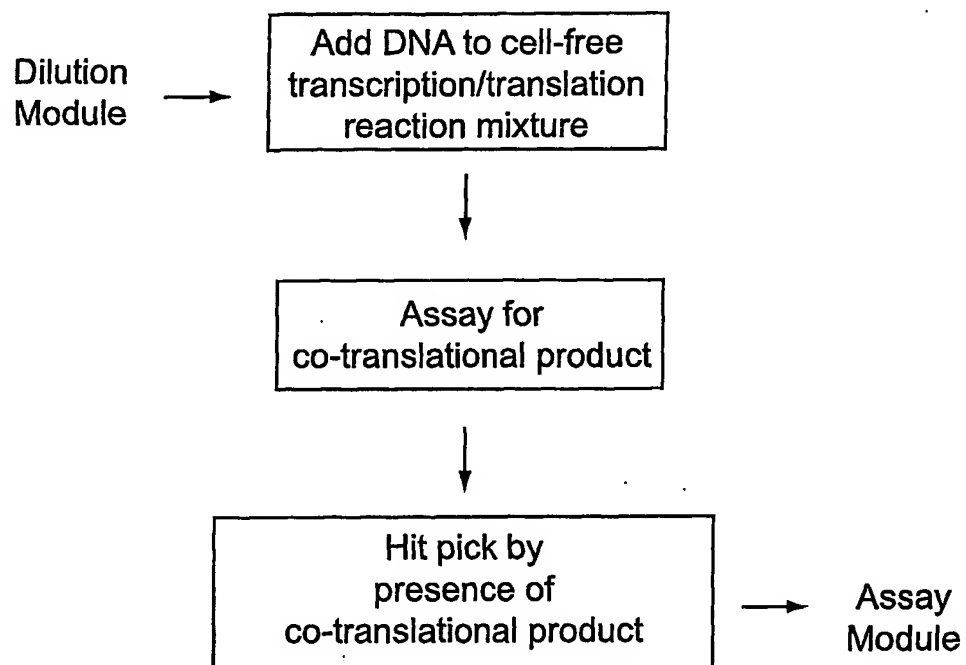 Dilution
Module
Add DNA to cell-free
transcription/translation
reaction mixture
Assay for
co-translational product
Hit pick by
presence of
co-translational product
Assay
Module